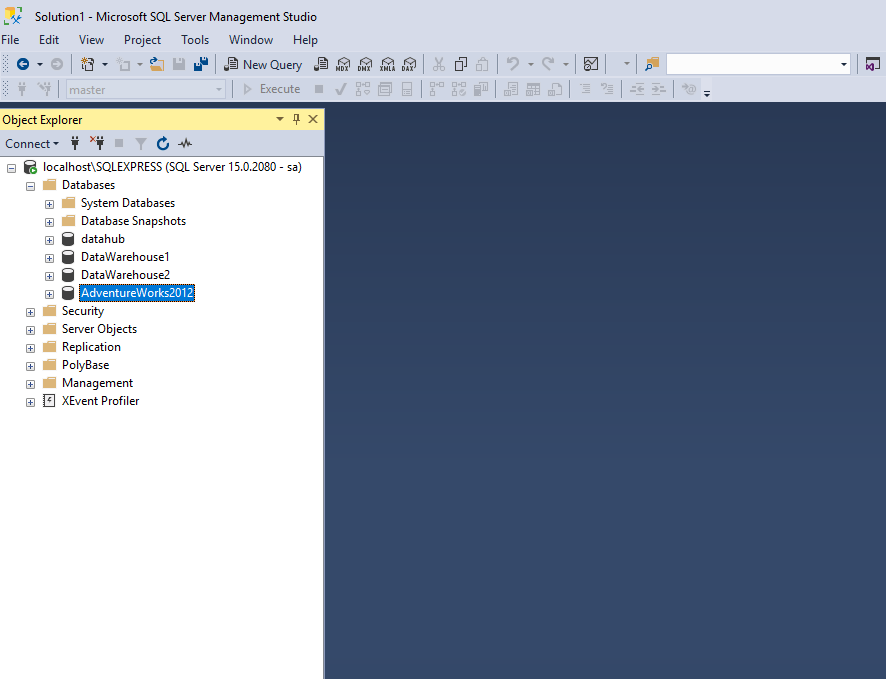 Solution1 - Microsoft SQL Server Management Studio
File Edit View Project Tools Window Help
New Query MDX DMX XMLA DAX
master Execute
Object Explorer
Connect
localhost\SQLEXPRESS (SQL Server 15.0.2080 - sa)
Databases
System Databases
Database Snapshots
datahub
DataWarehouse1
DataWarehouse2
AdventureWorks2012
Security
Server Objects
Replication
PolyBase
Management
XEvent Profiler